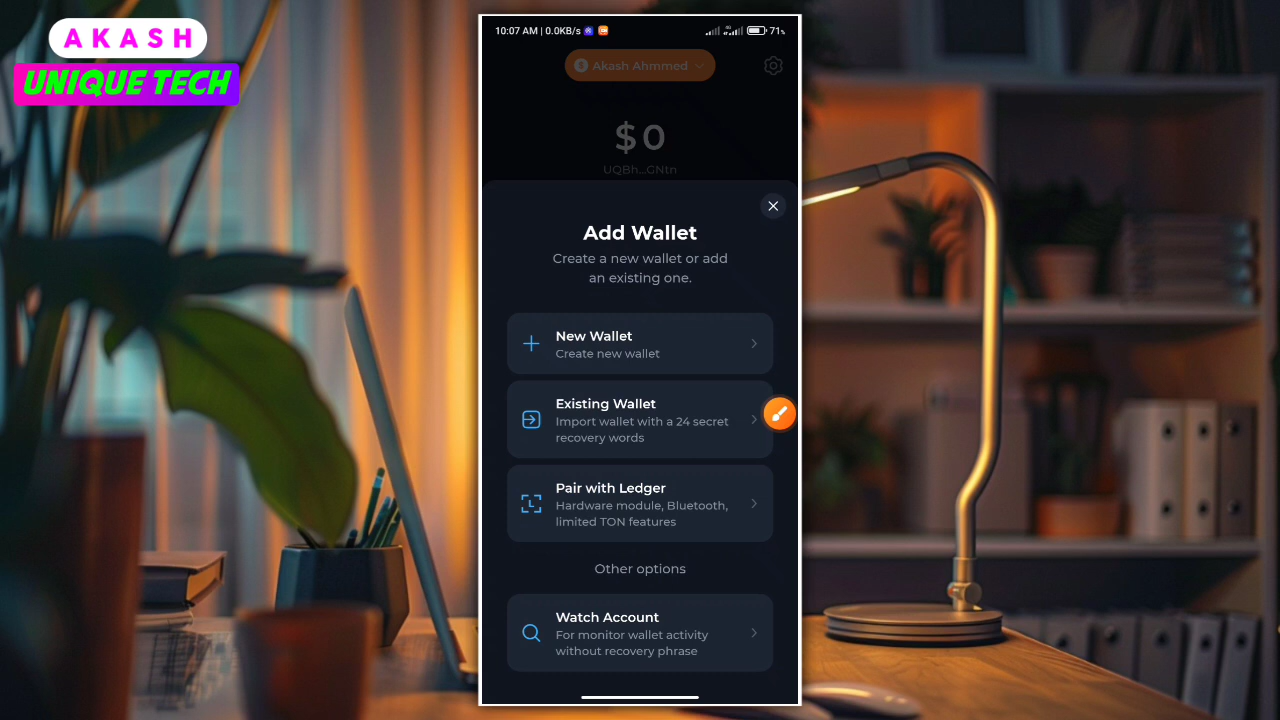 AKASH
UNIQUE TECH
10:07 AM | 0.0KB/s
71%
Akash Ahmmed
$0
UQBh...GNtn
Add Wallet
Create a new wallet or add
an existing one.
New Wallet
Create new wallet
Existing Wallet
Import wallet with a 24 secret
recovery words
Pair with Ledger
Hardware module, Bluetooth,
limited TON features
Other options
Watch Account
For monitor wallet activity
without recovery phrase